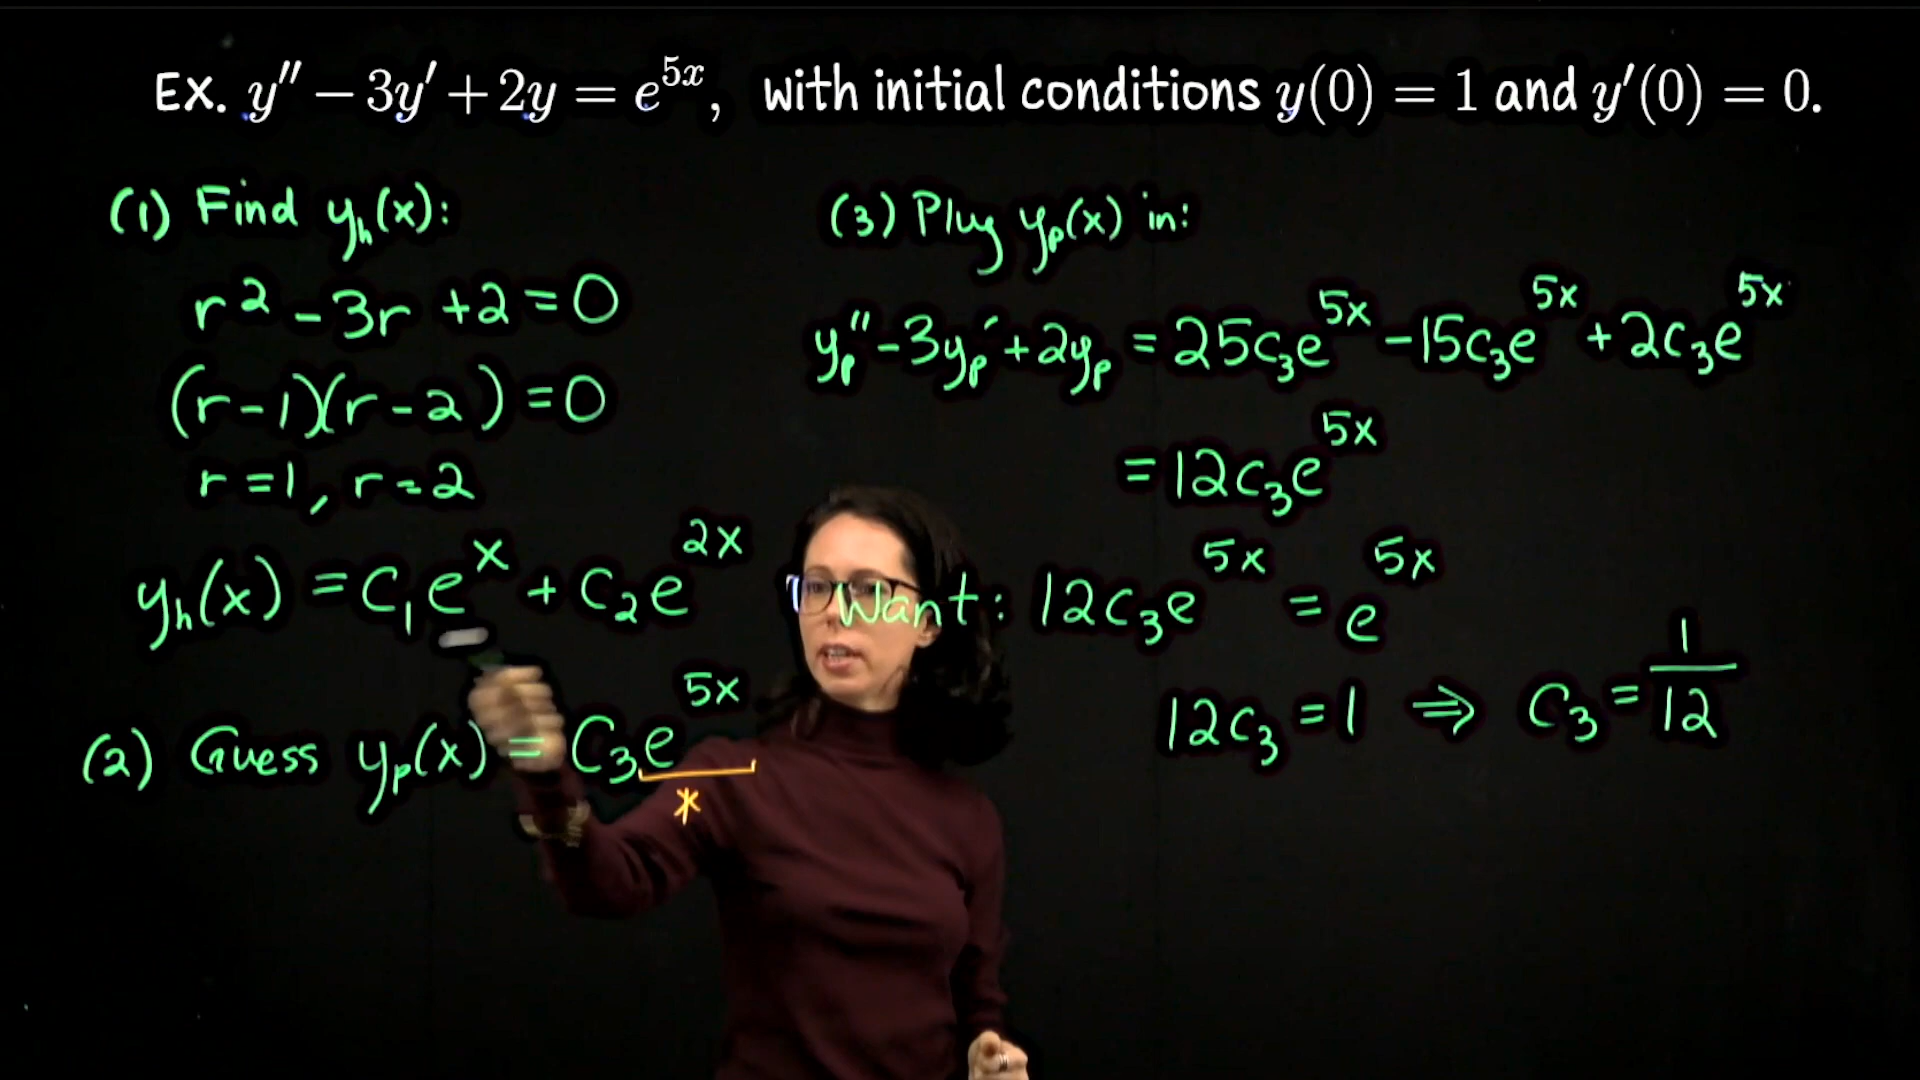 EX. y'' − 3y' + 2y = e^{5x}, with initial conditions y(0) = 1 and y'(0) = 0.
(1) Find y_h(x):
r^2 - 3r + 2 = 0
(r-1)(r-2) = 0
r=1, r=2
y_h(x) = C_1e^x + C_2e^{2x}
(2) Guess y_p(x) = C_3e^{5x}
*
(3) Plug y_p(x) in:
y_p'' - 3y_p' + 2y_p = 25c_3e^{5x} - 15c_3e^{5x} + 2c_3e^{5x}
= 12c_3e^{5x}
Want: 12c_3e^{5x} = e^{5x}
12c_3 = 1 ⇒ C_3 = \frac{1}{12}